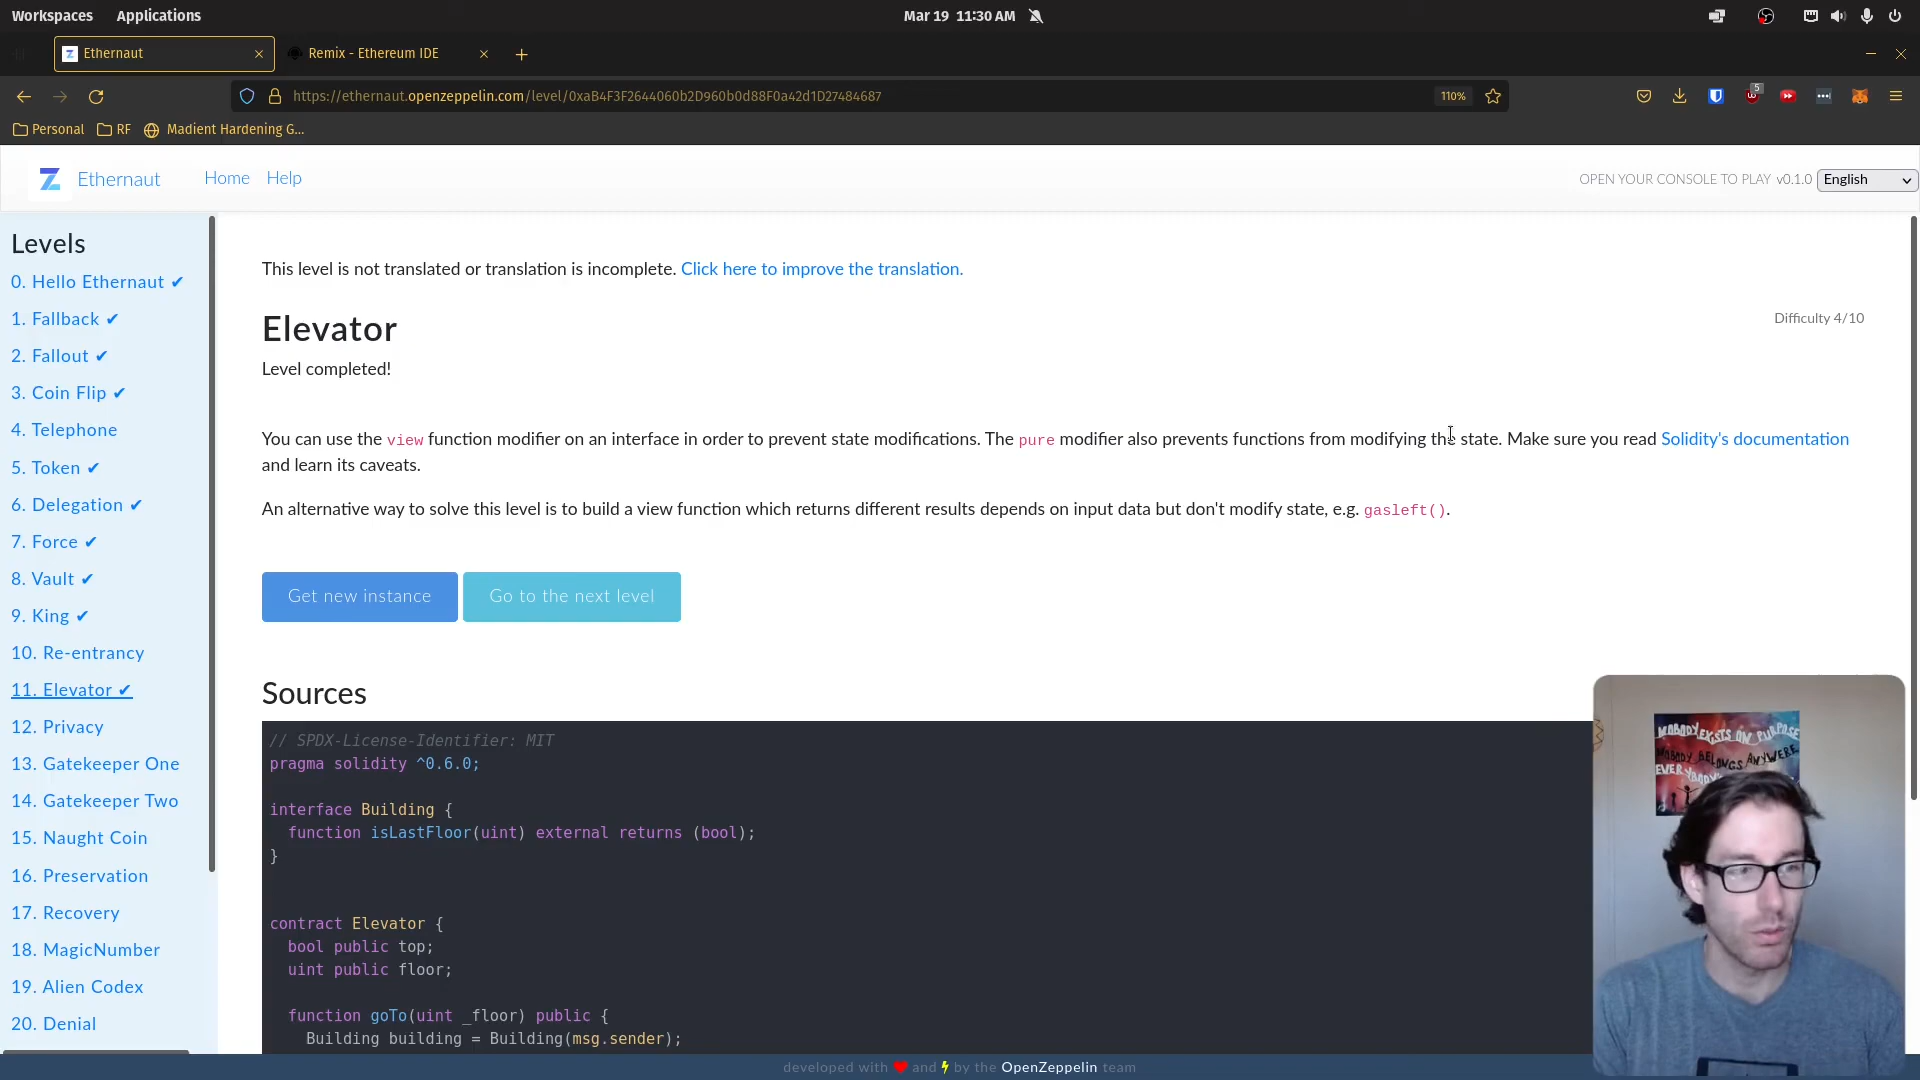 Workspaces Applications Mar 19 11:30 AM
Ethernaut Remix - Ethereum IDE
https://ethernaut.openzeppelin.com/level/0xaB4F3F2644060b2D960b0d88F0a42d1D27484687 110% 5
Personal RF Madient Hardening G...
Ethernaut Home Help OPEN YOUR CONSOLE TO PLAY v0.1.0 English
Levels
0. Hello Ethernaut ✔
1. Fallback ✔
2. Fallout ✔
3. Coin Flip ✔
4. Telephone
5. Token ✔
6. Delegation ✔
7. Force ✔
8. Vault ✔
9. King ✔
10. Re-entrancy
11. Elevator ✔
12. Privacy
13. Gatekeeper One
14. Gatekeeper Two
15. Naught Coin
16. Preservation
17. Recovery
18. MagicNumber
19. Alien Codex
20. Denial
This level is not translated or translation is incomplete. Click here to improve the translation.
Elevator
Difficulty 4/10
Level completed!
You can use the view function modifier on an interface in order to prevent state modifications. The pure modifier also prevents functions from modifying the state. Make sure you read Solidity's documentation
and learn its caveats.
An alternative way to solve this level is to build a view function which returns different results depends on input data but don't modify state, e.g. gasleft().
Get new instance Go to the next level
Sources
// SPDX-License-Identifier: MIT
pragma solidity ^0.6.0;
interface Building {
function isLastFloor(uint) external returns (bool);
}
contract Elevator {
bool public top;
uint public floor;
function goTo(uint _floor) public {
Building building = Building(msg.sender);
NOBODY EXISTS ON PURPOSE
NOBODY BELONGS ANYWHERE
developed with ❤ and ⚡ by the OpenZeppelin team